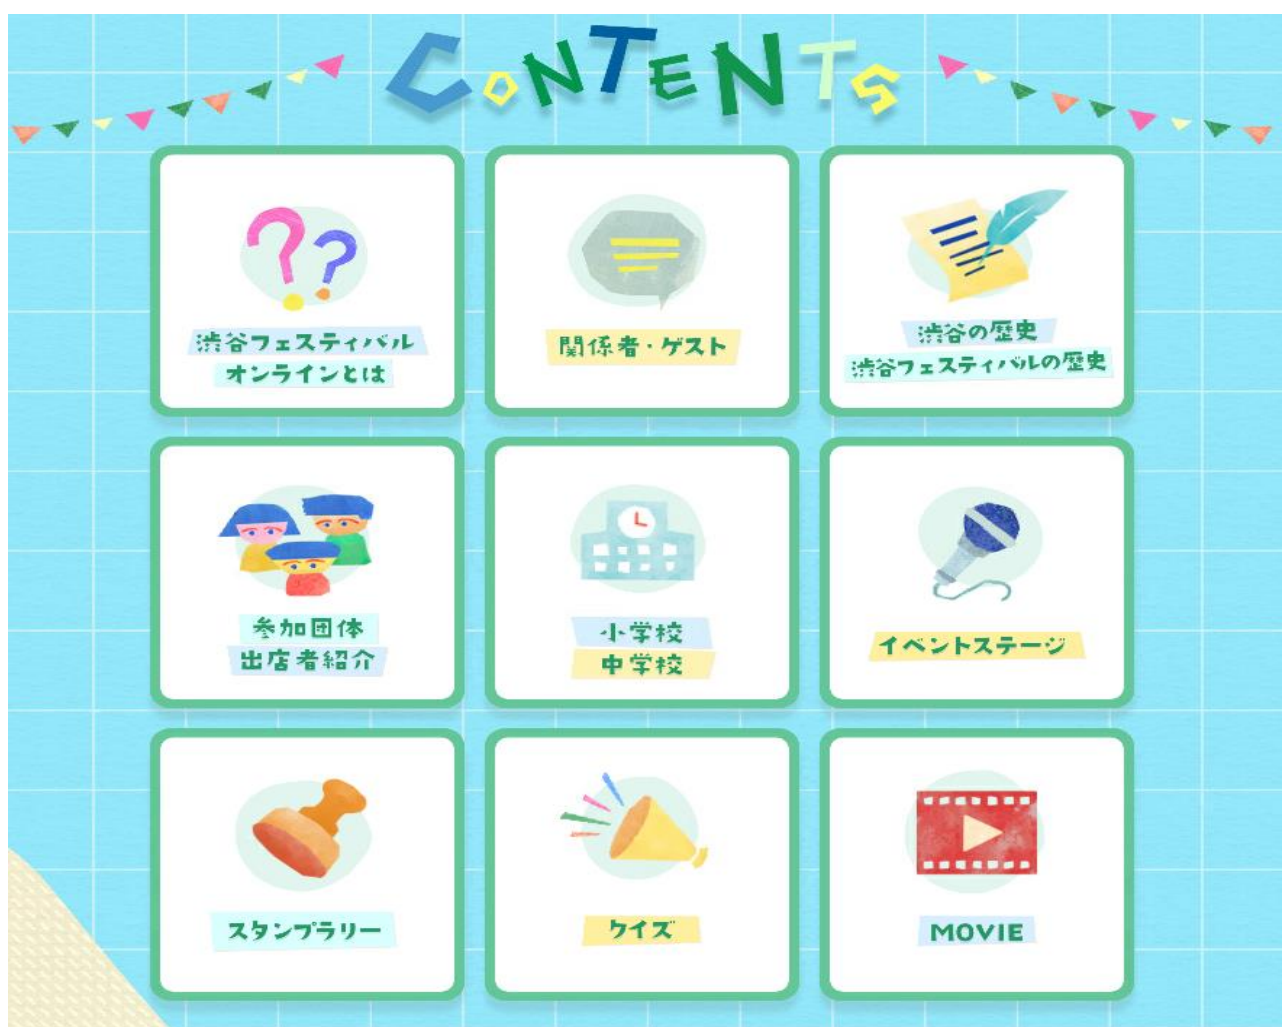 CONTENTS
渋谷フェスティバル
オンラインとは
関係者・ゲスト
渋谷の歴史
渋谷フェスティバルの歴史
参加団体
出店者紹介
小学校
中学校
イベントステージ
スタンプラリー
クイズ
MOVIE